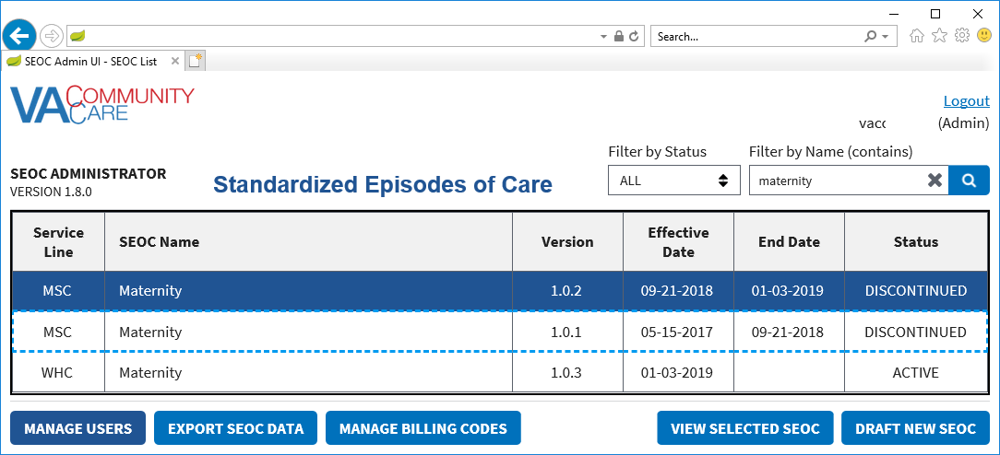 Search...
SEOC Admin UI - SEOC List
VA COMMUNITY CARE
Logout
(Admin)
Filter by Status
Filter by Name (contains)
SEOC ADMINISTRATOR
VERSION 1.8.0
Standardized Episodes of Care
ALL
maternity
Service Line SEOC Name Version Effective Date End Date Status
MSC Maternity 1.0.2 09-21-2018 01-03-2019 DISCONTINUED
MSC Maternity 1.0.1 05-15-2017 09-21-2018 DISCONTINUED
WHC Maternity 1.0.3 01-03-2019 ACTIVE
MANAGE USERS EXPORT SEOC DATA MANAGE BILLING CODES VIEW SELECTED SEOC DRAFT NEW SEOC